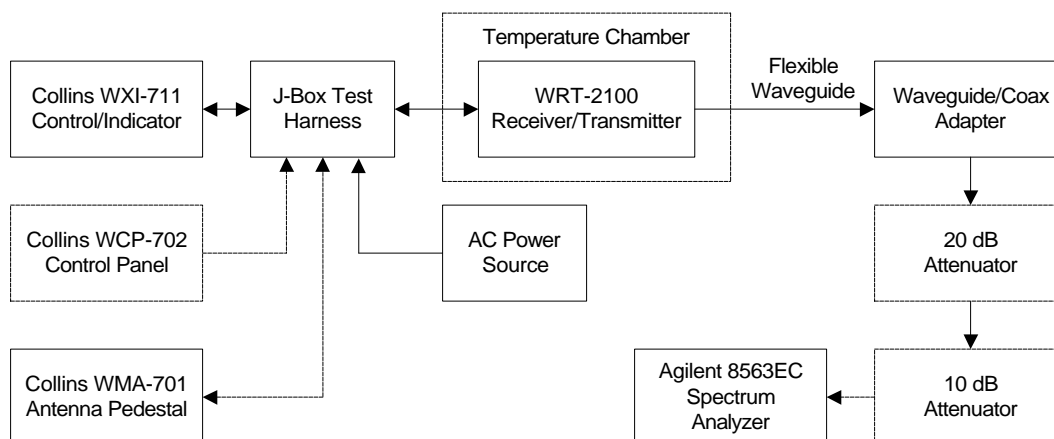 Temperature Chamber
Collins WXI-711
Control/Indicator
J-Box Test
Harness
WRT-2100
Receiver/Transmitter
Flexible
Waveguide
Waveguide/Coax
Adapter
Collins WCP-702
Control Panel
AC Power
Source
20 dB
Attenuator
Collins WMA-701
Antenna Pedestal
Agilent 8563EC
Spectrum
Analyzer
10 dB
Attenuator